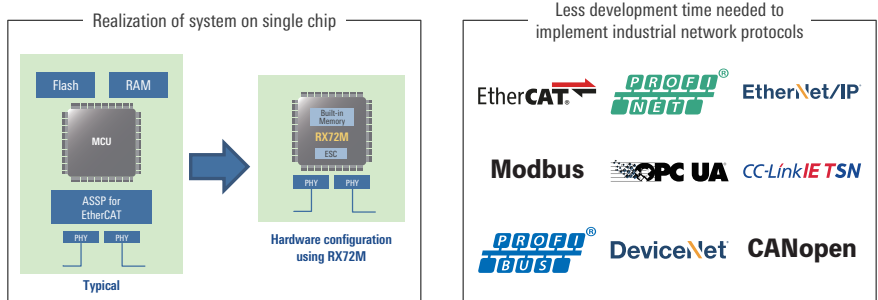 Realization of system on single chip
Flash
RAM
MCU
ASSP for
EtherCAT
PHY
PHY
Typical
Built-in
Memory
RX72M
ESC
PHY
PHY
Hardware configuration
using RX72M
Less development time needed to
implement industrial network protocols
EtherCAT®
PROFI®
NET
EtherNet/IP
Modbus
OPC UA
CC-Link IE TSN
PROFI®
BUS
DeviceNet
CANopen